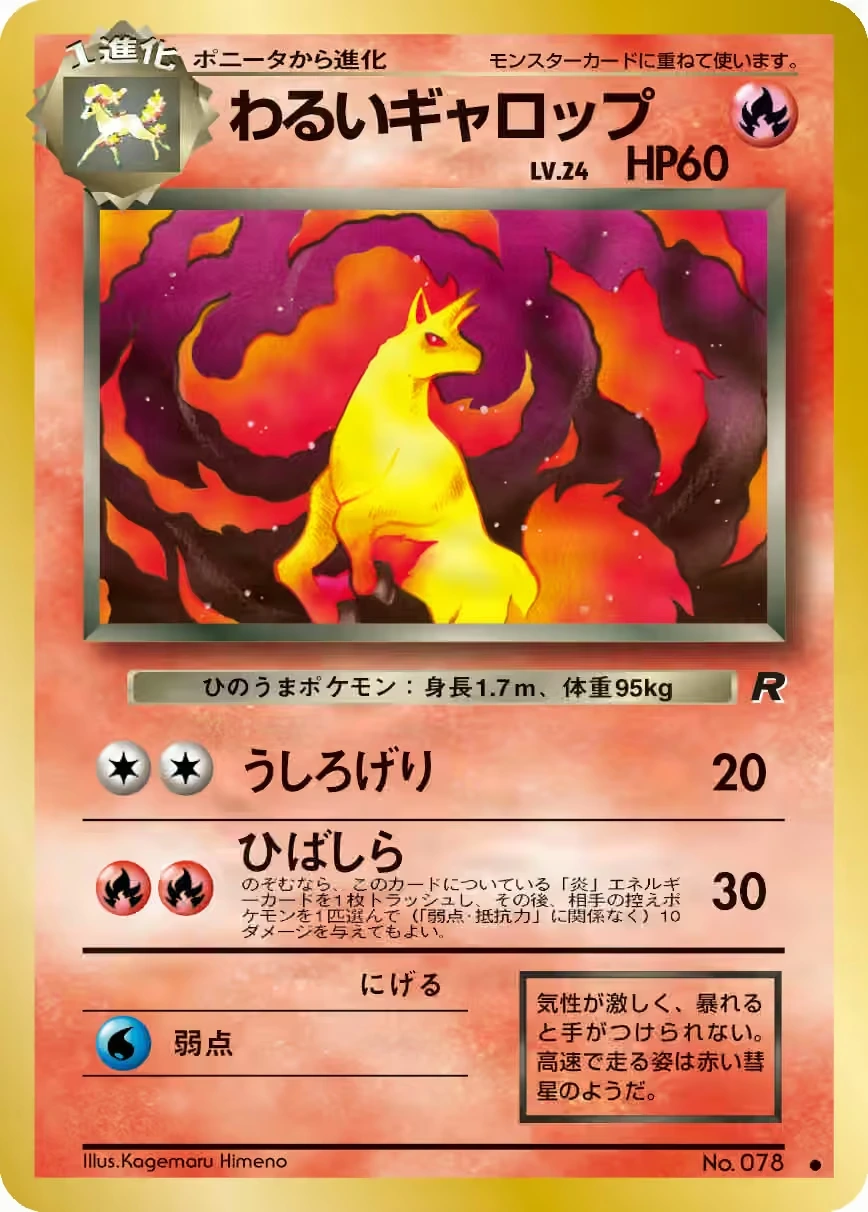 1進化
ポニータから進化
モンスターカードに重ねて使います。
わるいギャロップ
LV.24 HP60
ひのうまポケモン：身長1.7m、体重95kg
R
うしろげり 20
ひばしら
のぞむなら、このカードについている「炎」エネルギ
ーカードを1枚トラッシュし、その後、相手の控えポ
ケモンを1匹選んで（「弱点・抵抗力」に関係なく）10
ダメージを与えてもよい。
30
にげる
弱点
気性が激しく、暴れる
と手がつけられない。
高速で走る姿は赤い彗
星のようだ。
Illus.Kagemaru Himeno
No.078